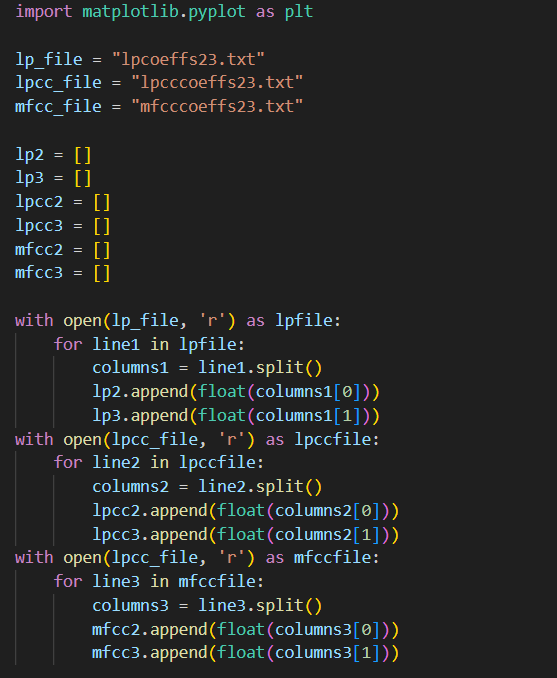 import matplotlib.pyplot as plt
lp_file = "lpcoeffs23.txt"
lpcc_file = "lpcccoeffs23.txt"
mfcc_file = "mfcccoeffs23.txt"
lp2 = []
lp3 = []
lpcc2 = []
lpcc3 = []
mfcc2 = []
mfcc3 = []
with open(lp_file, 'r') as lpfile:
    for line1 in lpfile:
        columns1 = line1.split()
        lp2.append(float(columns1[0]))
        lp3.append(float(columns1[1]))
with open(lpcc_file, 'r') as lpccfile:
    for line2 in lpccfile:
        columns2 = line2.split()
        lpcc2.append(float(columns2[0]))
        lpcc3.append(float(columns2[1]))
with open(lpcc_file, 'r') as mfccfile:
    for line3 in mfccfile:
        columns3 = line3.split()
        mfcc2.append(float(columns3[0]))
        mfcc3.append(float(columns3[1]))